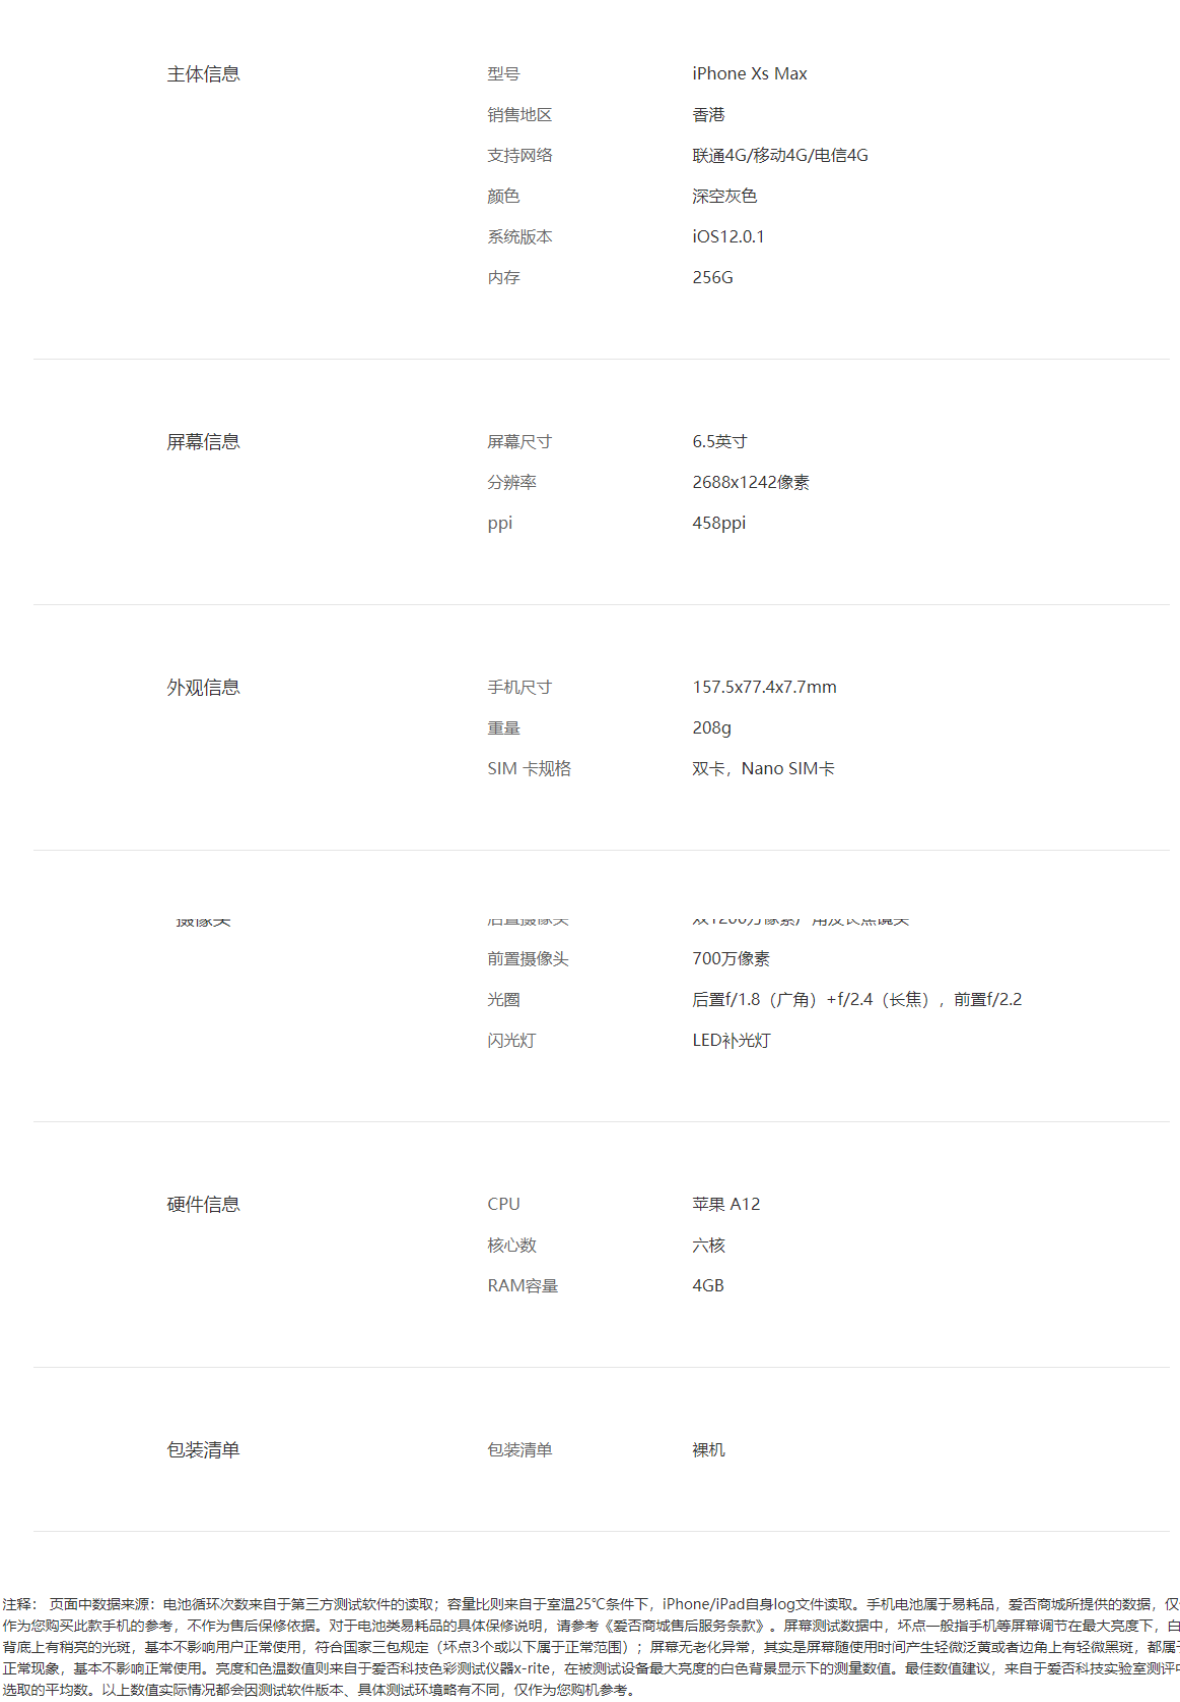 主体信息 型号 iPhone Xs Max
销售地区 香港
支持网络 联通4G/移动4G/电信4G
颜色 深空灰色
系统版本 iOS12.0.1
内存 256G
屏幕信息 屏幕尺寸 6.5英寸
分辨率 2688x1242像素
ppi 458ppi
外观信息 手机尺寸 157.5x77.4x7.7mm
重量 208g
SIM 卡规格 双卡，Nano SIM卡
摄像头 后置摄像头 双1200万像素广角及长焦镜头
前置摄像头 700万像素
光圈 后置f/1.8（广角）+f/2.4（长焦），前置f/2.2
闪光灯 LED补光灯
硬件信息 CPU 苹果 A12
核心数 六核
RAM容量 4GB
包装清单 包装清单 裸机
注释： 页面中数据来源：电池循环次数来自于第三方测试软件的读取；容量比则来自于室温25℃条件下，iPhone/iPad自身log文件读取。手机电池属于易耗品，爱否商城所提供的数据，仅
作为您购买此款手机的参考，不作为售后保修依据。对于电池类易耗品的具体保修说明，请参考《爱否商城售后服务条款》。屏幕测试数据中，坏点一般指手机等屏幕调节在最大亮度下，白
背底上有稍亮的光斑，基本不影响用户正常使用，符合国家三包规定（坏点3个或以下属于正常范围）；屏幕无老化异常，其实是屏幕随使用时间产生轻微泛黄或者边角上有轻微黑斑，都属于
正常现象，基本不影响正常使用。亮度和色温数值则来自于爱否科技色彩测试仪器x-rite，在被测试设备最大亮度的白色背景显示下的测量数值。最佳数值建议，来自于爱否科技实验室测评中
选取的平均数。以上数值实际情况都会因测试软件版本、具体测试环境略有不同，仅作为您购机参考。